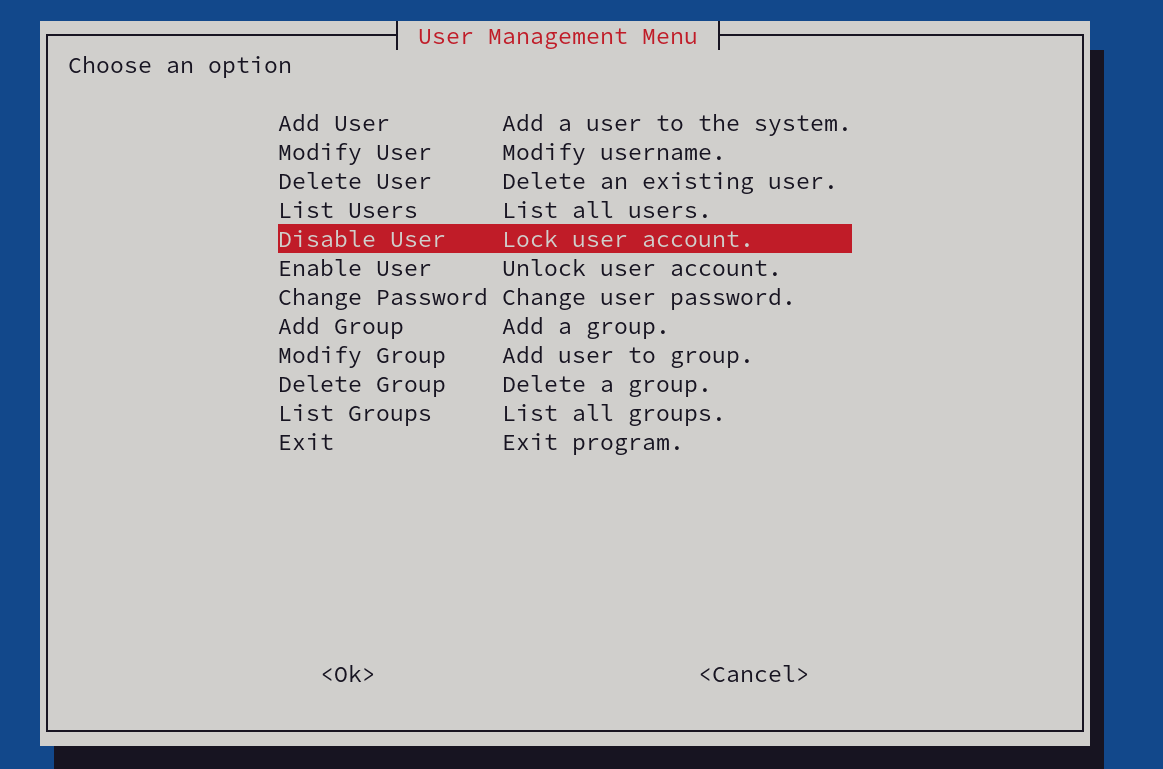 User Management Menu
Choose an option
Add User Add a user to the system.
Modify User Modify username.
Delete User Delete an existing user.
List Users List all users.
Disable User Lock user account.
Enable User Unlock user account.
Change Password Change user password.
Add Group Add a group.
Modify Group Add user to group.
Delete Group Delete a group.
List Groups List all groups.
Exit Exit program.
<Ok> <Cancel>